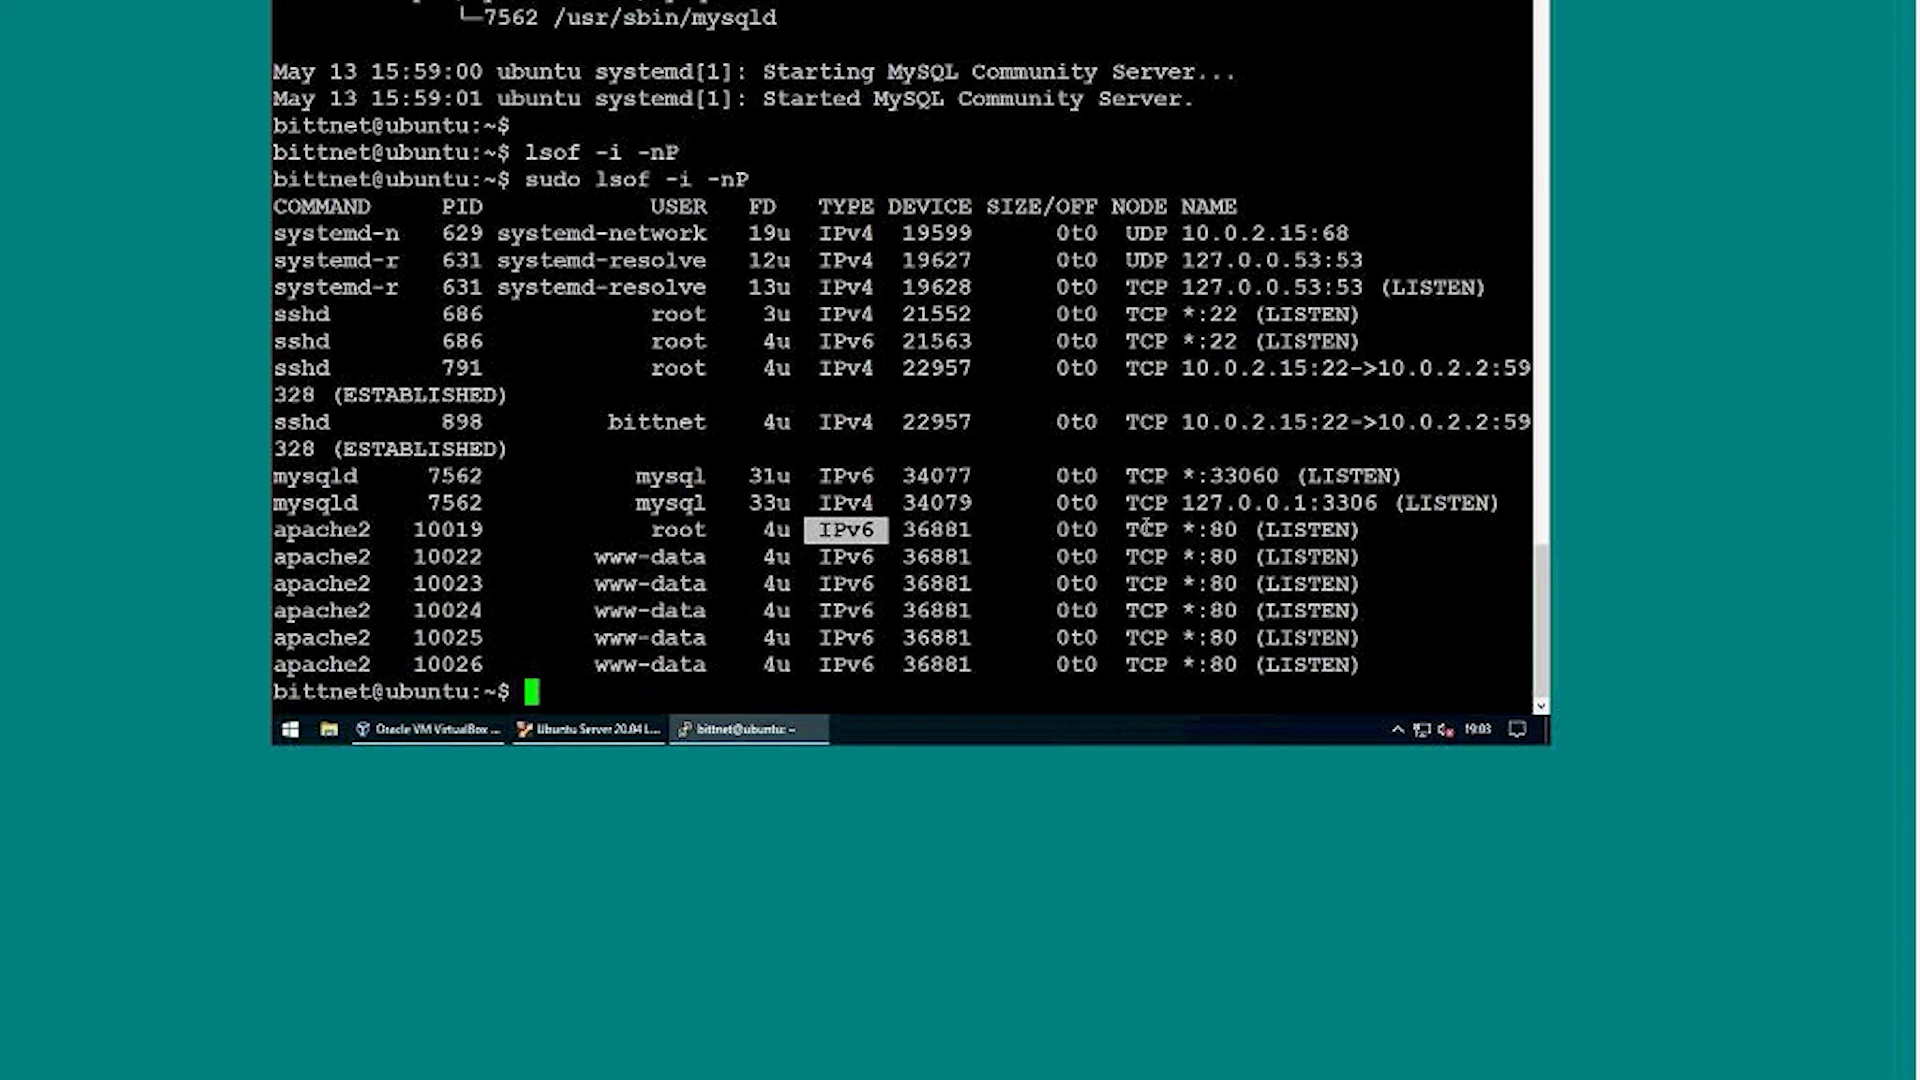 └─7562 /usr/sbin/mysqld
May 13 15:59:00 ubuntu systemd[1]: Starting MySQL Community Server...
May 13 15:59:01 ubuntu systemd[1]: Started MySQL Community Server.
bittnet@ubuntu:~$
bittnet@ubuntu:~$ lsof -i -nP
bittnet@ubuntu:~$ sudo lsof -i -nP
COMMAND     PID            USER   FD   TYPE DEVICE SIZE/OFF NODE NAME
systemd-n   629 systemd-network   19u  IPv4  19599      0t0  UDP 10.0.2.15:68
systemd-r   631 systemd-resolve   12u  IPv4  19627      0t0  UDP 127.0.0.53:53
systemd-r   631 systemd-resolve   13u  IPv4  19628      0t0  TCP 127.0.0.53:53 (LISTEN)
sshd        686            root    3u  IPv4  21552      0t0  TCP *:22 (LISTEN)
sshd        686            root    4u  IPv6  21563      0t0  TCP *:22 (LISTEN)
sshd        791            root    4u  IPv4  22957      0t0  TCP 10.0.2.15:22->10.0.2.2:59
328 (ESTABLISHED)
sshd        898         bittnet    4u  IPv4  22957      0t0  TCP 10.0.2.15:22->10.0.2.2:59
328 (ESTABLISHED)
mysqld     7562           mysql   31u  IPv6  34077      0t0  TCP *:33060 (LISTEN)
mysqld     7562           mysql   33u  IPv4  34079      0t0  TCP 127.0.0.1:3306 (LISTEN)
apache2   10019            root    4u  IPv6  36881      0t0  TCP *:80 (LISTEN)
apache2   10022        www-data    4u  IPv6  36881      0t0  TCP *:80 (LISTEN)
apache2   10023        www-data    4u  IPv6  36881      0t0  TCP *:80 (LISTEN)
apache2   10024        www-data    4u  IPv6  36881      0t0  TCP *:80 (LISTEN)
apache2   10025        www-data    4u  IPv6  36881      0t0  TCP *:80 (LISTEN)
apache2   10026        www-data    4u  IPv6  36881      0t0  TCP *:80 (LISTEN)
bittnet@ubuntu:~$
Oracle VM VirtualBox ... Ubuntu Server 20.04 L... bittnet@ubuntu: ~ 19:03